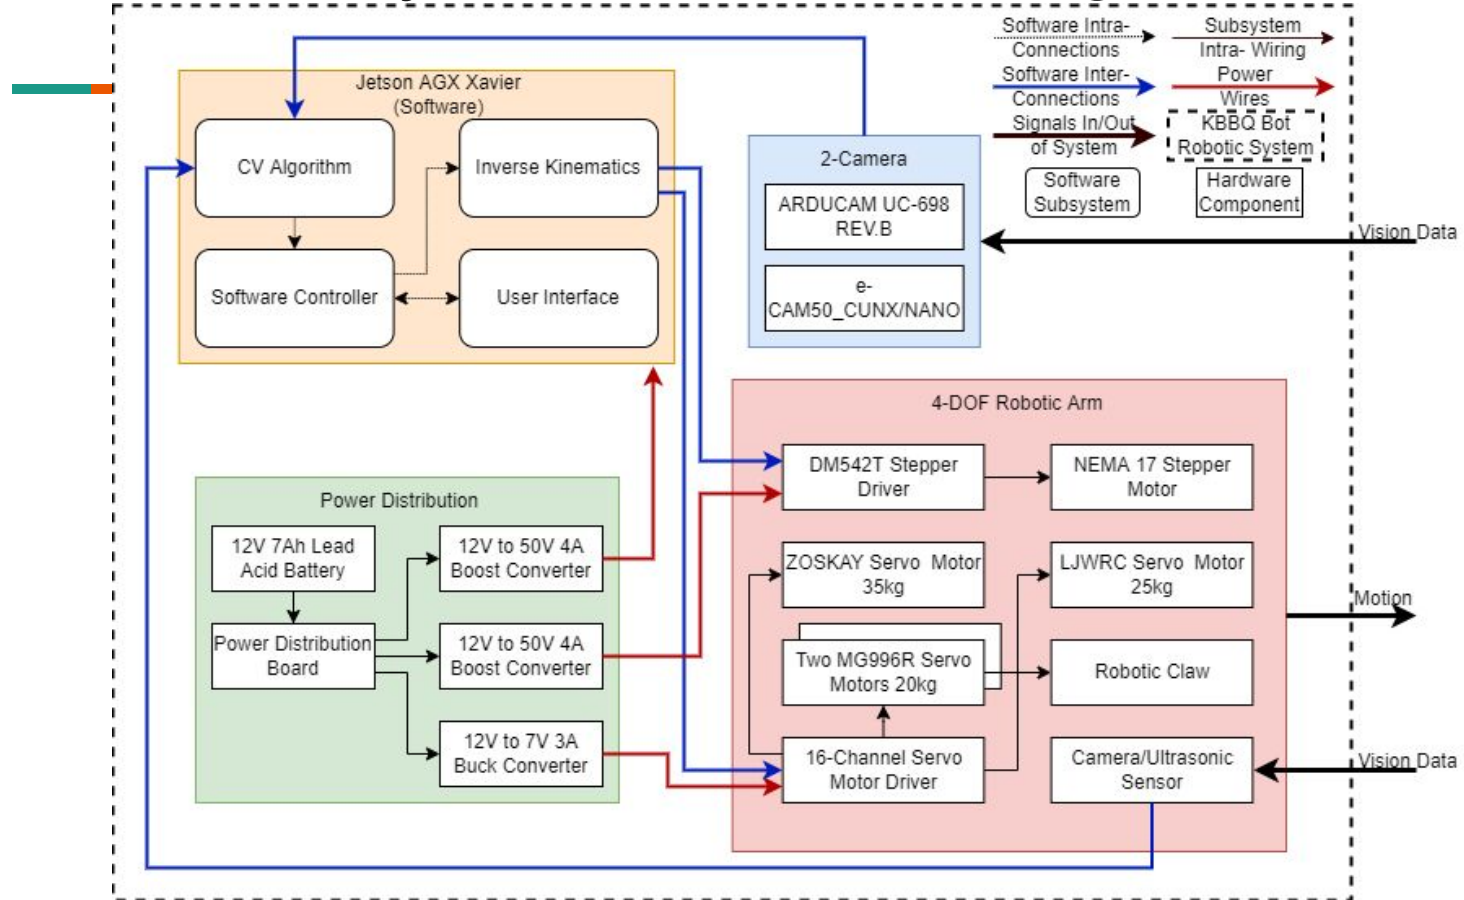 Software Intra-
Connections
Subsystem
Intra- Wiring
Software Inter-
Connections
Power
Wires
Signals In/Out
of System
KBBQ Bot
Robotic System
Software
Subsystem
Hardware
Component
Jetson AGX Xavier
(Software)
CV Algorithm
Inverse Kinematics
Software Controller
User Interface
2-Camera
ARDUCAM UC-698
REV.B
e-
CAM50_CUNX/NANO
Vision Data
4-DOF Robotic Arm
DM542T Stepper
Driver
NEMA 17 Stepper
Motor
ZOSKAY Servo Motor
35kg
LJWRC Servo Motor
25kg
Two MG996R Servo
Motors 20kg
Robotic Claw
16-Channel Servo
Motor Driver
Camera/Ultrasonic
Sensor
Motion
Vision Data
Power Distribution
12V 7Ah Lead
Acid Battery
12V to 50V 4A
Boost Converter
Power Distribution
Board
12V to 50V 4A
Boost Converter
12V to 7V 3A
Buck Converter